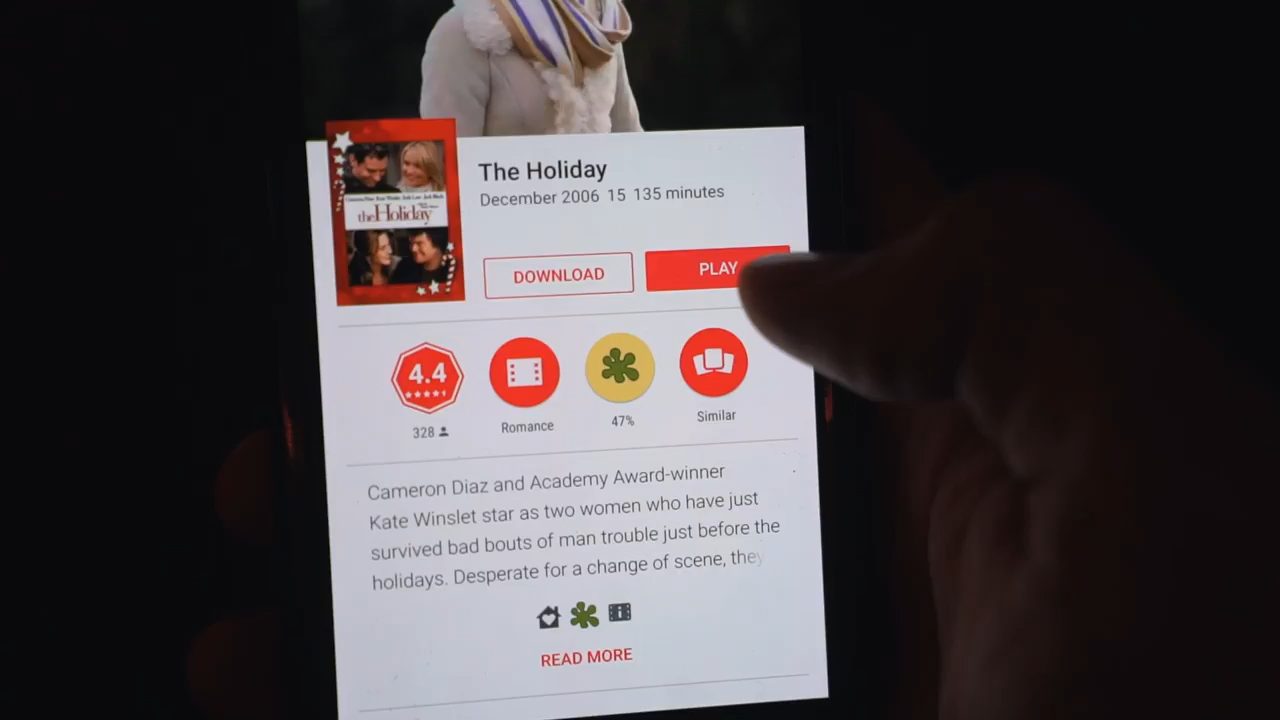 The Holiday
December 2006 15 135 minutes
the Holiday
DOWNLOAD
PLAY
4.4
328
Romance
47%
Similar
Cameron Diaz and Academy Award-winner
Kate Winslet star as two women who have just
survived bad bouts of man trouble just before the
holidays. Desperate for a change of scene, they
READ MORE